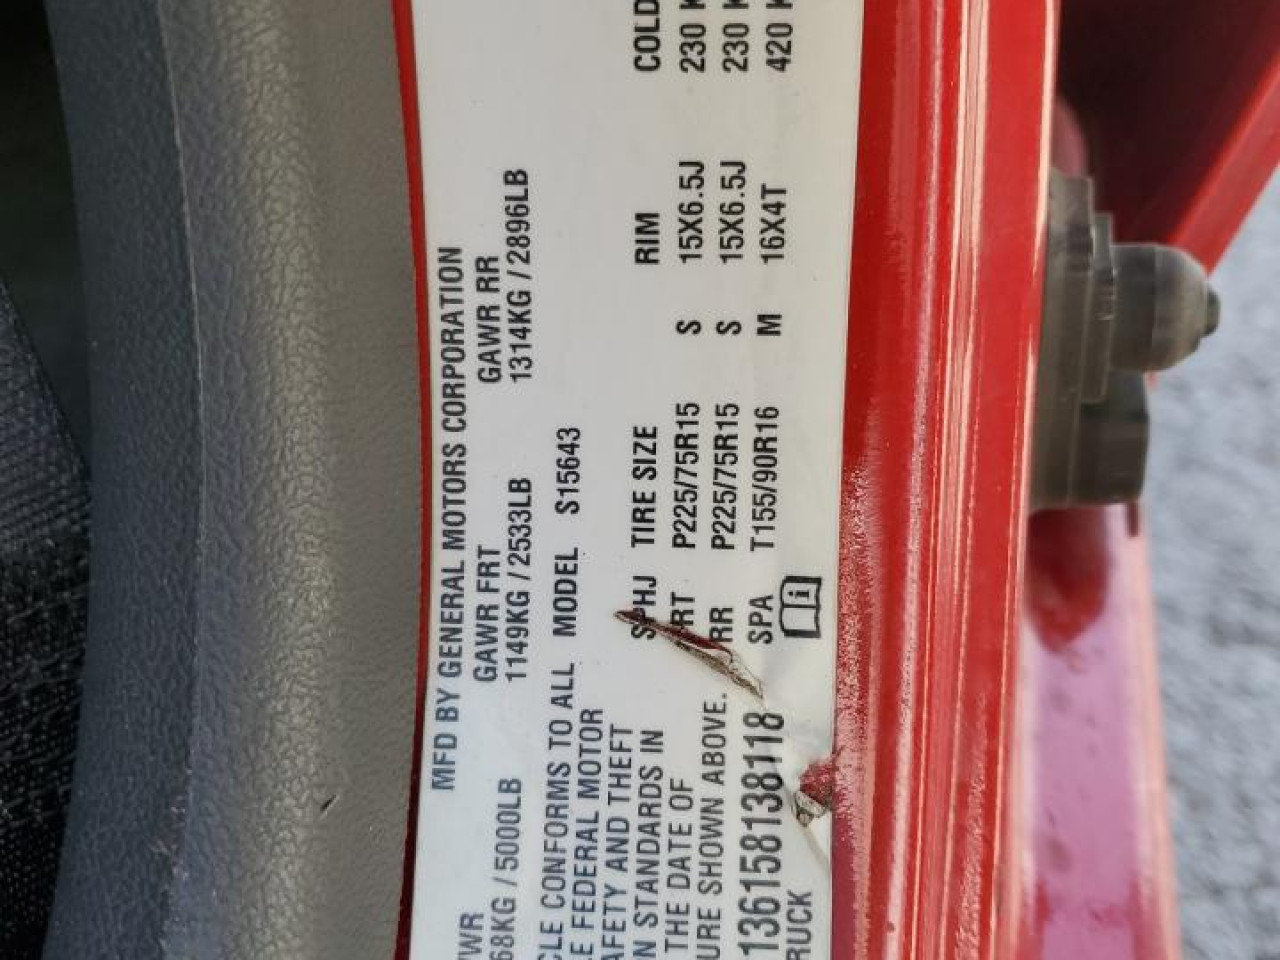 MFD BY GENERAL MOTORS CORPORATION
VWR GAWR FRT GAWR RR
68KG / 5000LB 1149KG / 2533LB 1314KG / 2896LB
CLE CONFORMS TO ALL MODEL S15643
LE FEDERAL MOTOR
AFETY AND THEFT
N STANDARDS IN
THE DATE OF
URE SHOWN ABOVE.
136158138118
RUCK
SPHJ TIRE SIZE RIM COLD
RT P225/75R15 S 15X6.5J 230 K
RR P225/75R15 S 15X6.5J 230 K
SPA T155/90R16 M 16X4T 420 K